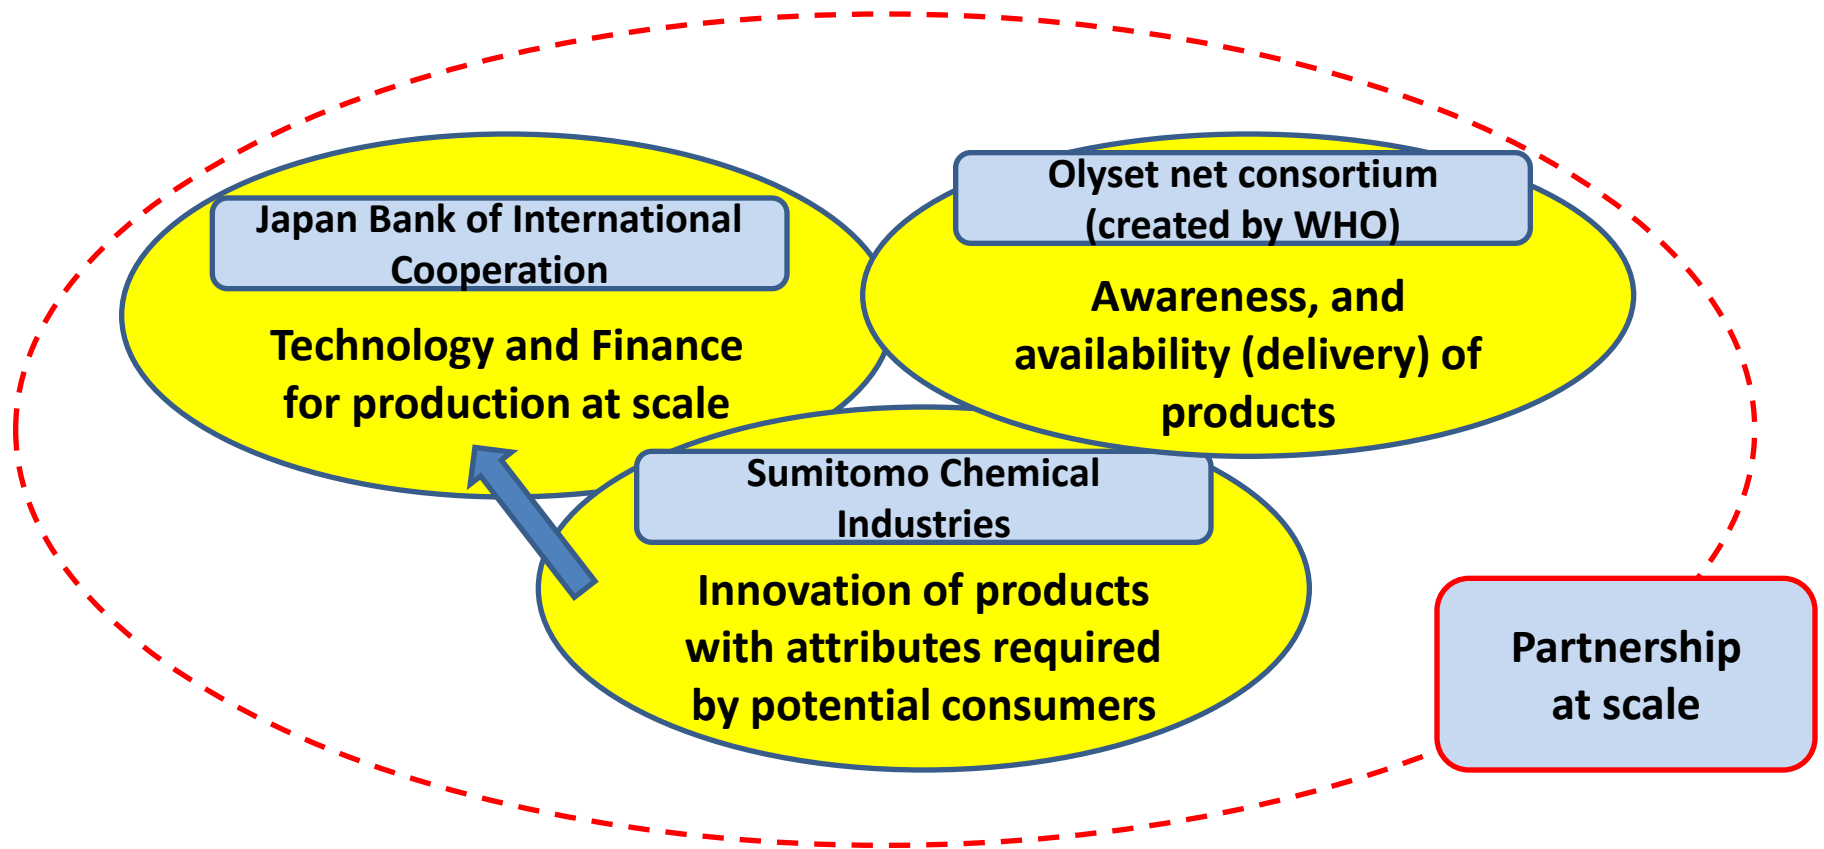 Japan Bank of International
Cooperation
Technology and Finance
for production at scale
Olyset net consortium
(created by WHO)
Awareness, and
availability (delivery) of
products
Sumitomo Chemical
Industries
Innovation of products
with attributes required
by potential consumers
Partnership
at scale